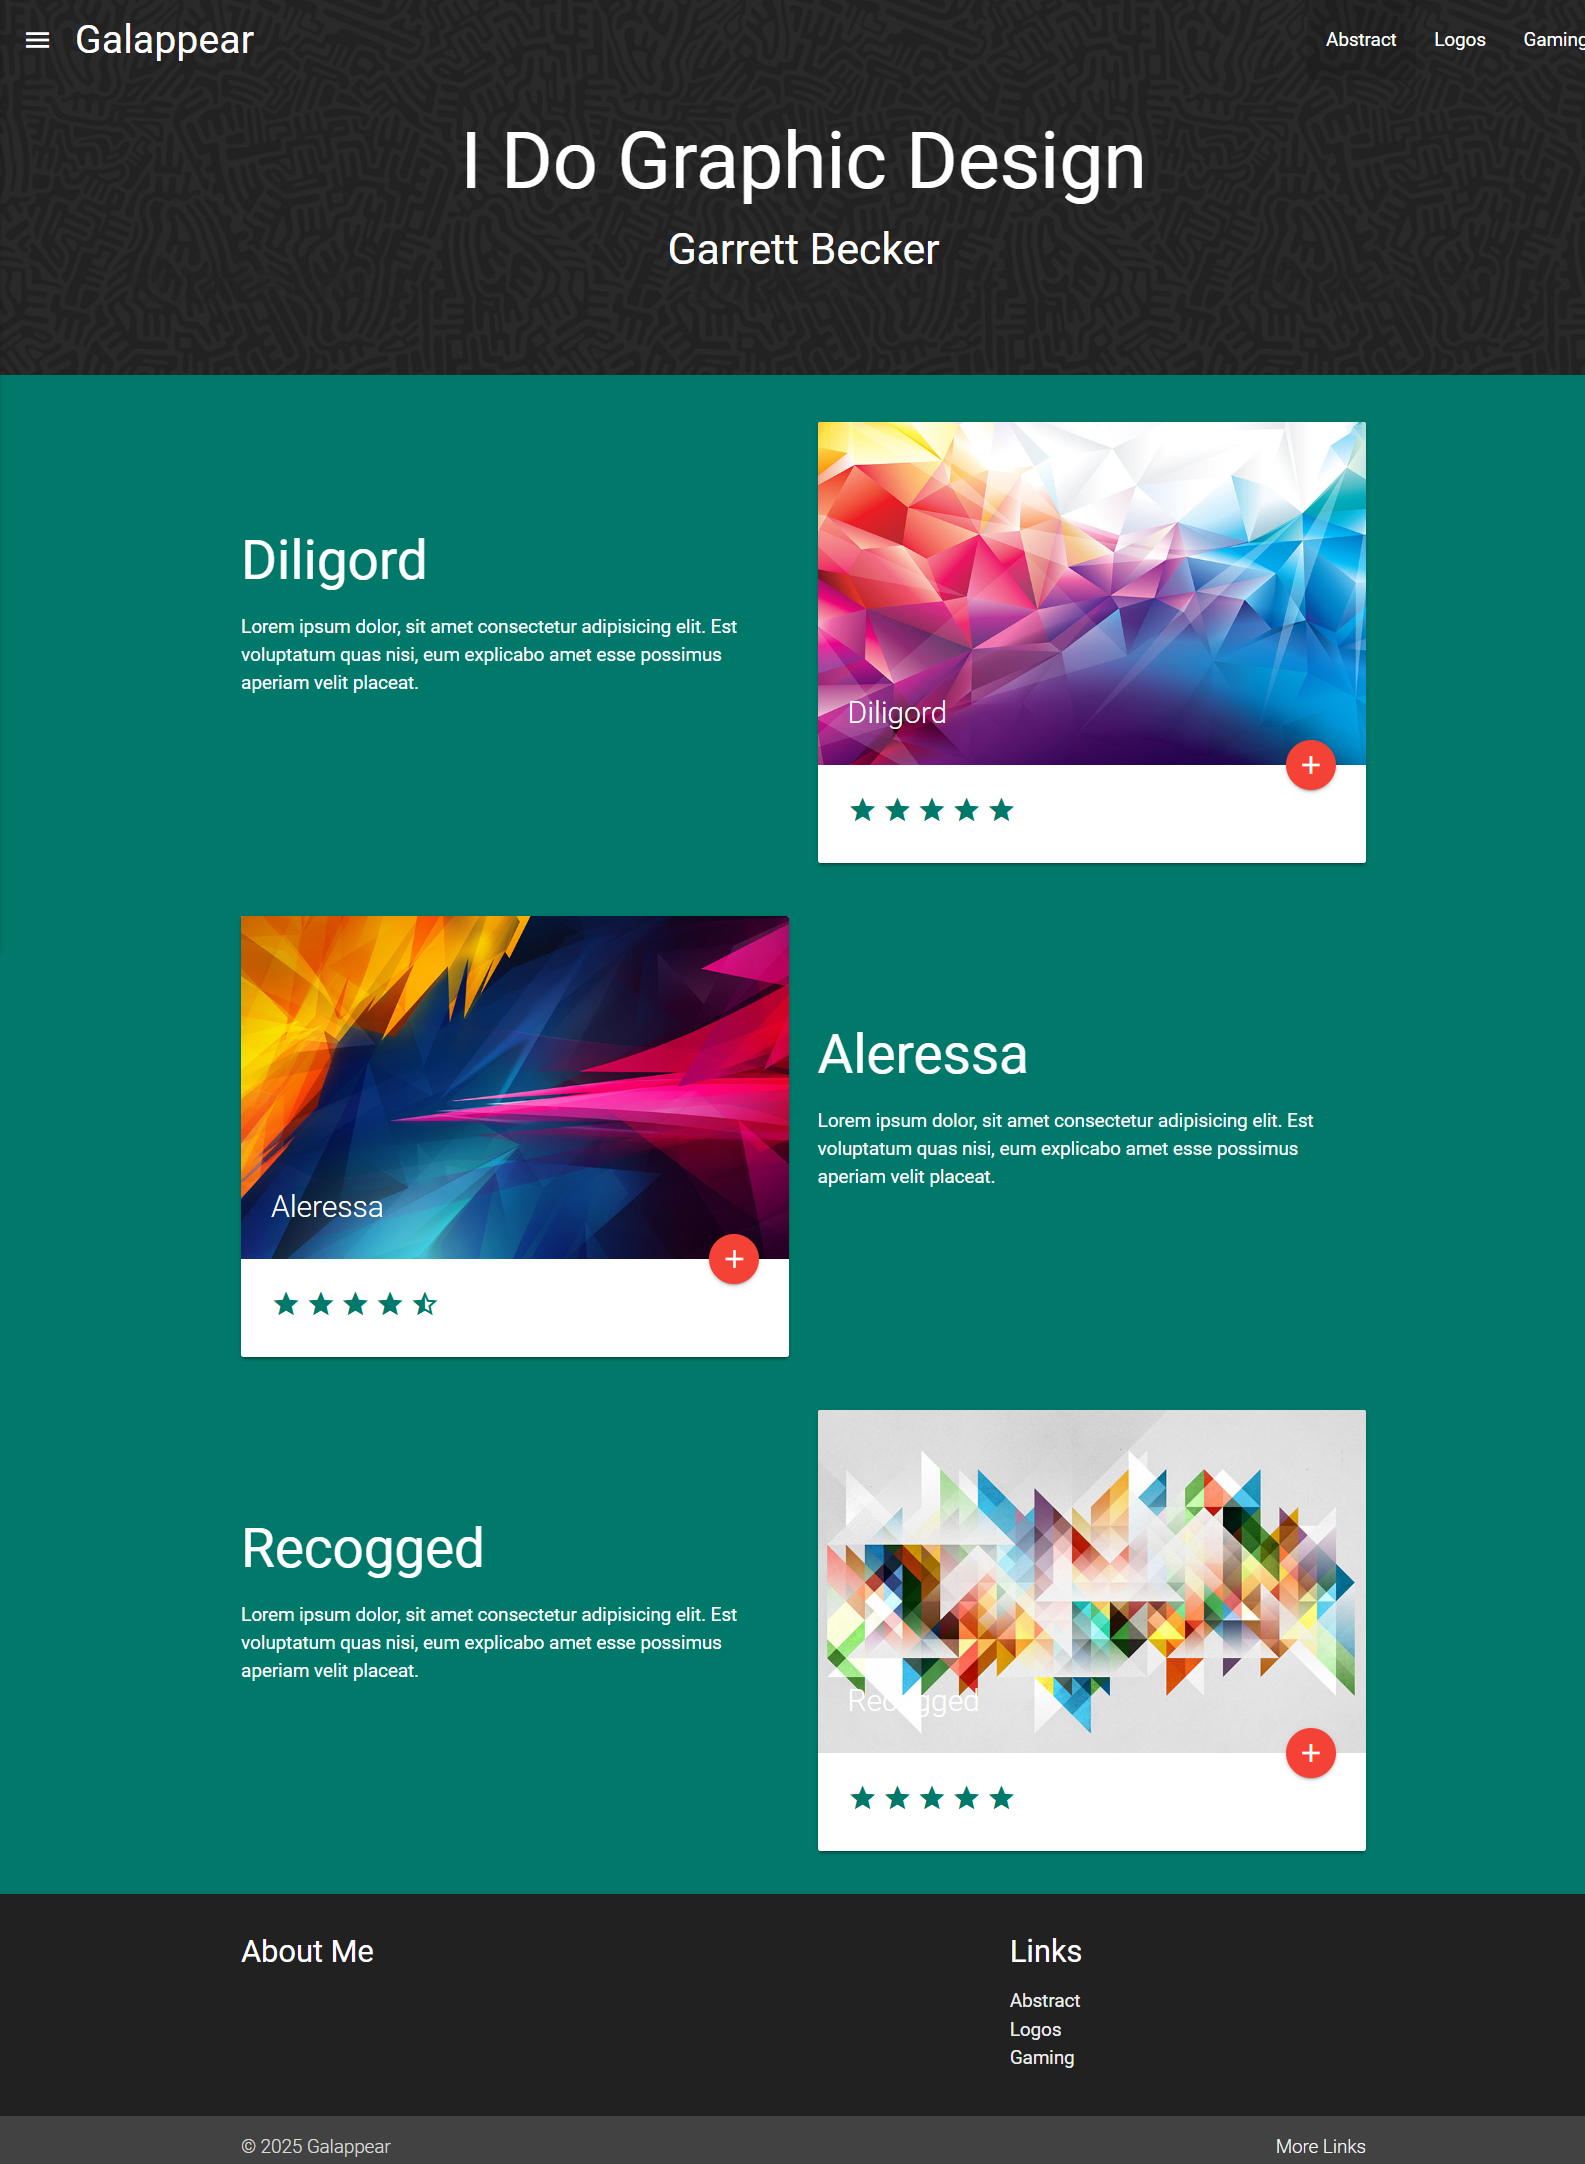 Galappear
Abstract Logos Gaming
I Do Graphic Design
Garrett Becker
Diligord
Lorem ipsum dolor, sit amet consectetur adipisicing elit. Est
voluptatum quas nisi, eum explicabo amet esse possimus
aperiam velit placeat.
Diligord
Aleressa
Aleressa
Lorem ipsum dolor, sit amet consectetur adipisicing elit. Est
voluptatum quas nisi, eum explicabo amet esse possimus
aperiam velit placeat.
Recogged
Lorem ipsum dolor, sit amet consectetur adipisicing elit. Est
voluptatum quas nisi, eum explicabo amet esse possimus
aperiam velit placeat.
Recogged
About Me
Links
Abstract
Logos
Gaming
© 2025 Galappear
More Links